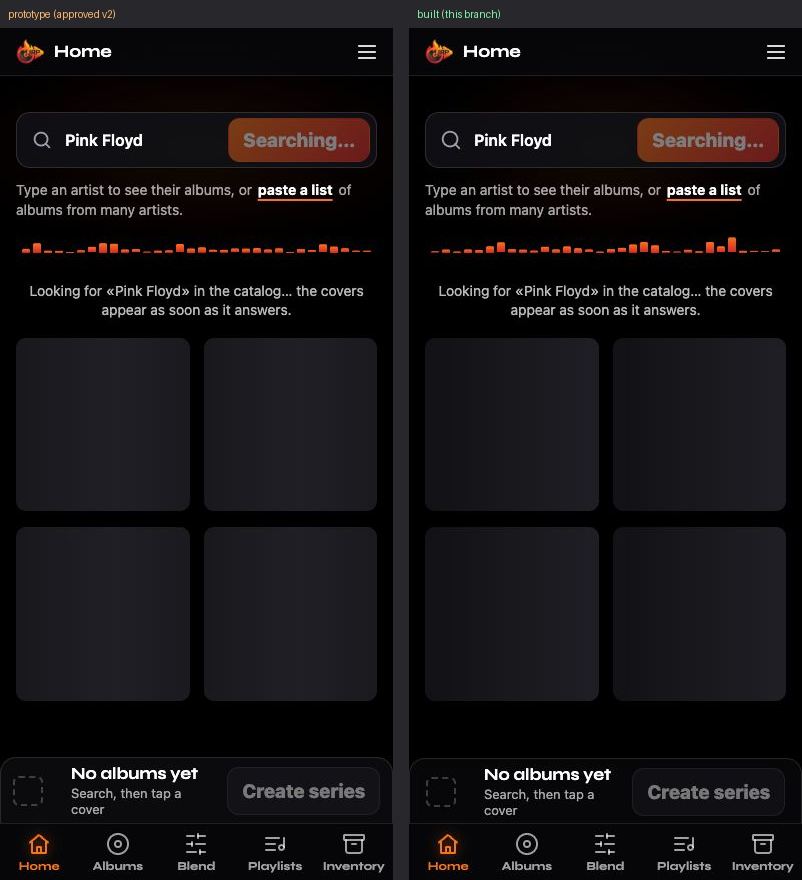 prototype (approved v2)
Home
Pink Floyd
Searching...
Type an artist to see their albums, or paste a list of
albums from many artists.
Looking for «Pink Floyd» in the catalog... the covers
appear as soon as it answers.
No albums yet
Search, then tap a
cover
Create series
Home
Albums
Blend
Playlists
Inventory
built (this branch)
Home
Pink Floyd
Searching...
Type an artist to see their albums, or paste a list of
albums from many artists.
Looking for «Pink Floyd» in the catalog... the covers
appear as soon as it answers.
No albums yet
Search, then tap a
cover
Create series
Home
Albums
Blend
Playlists
Inventory